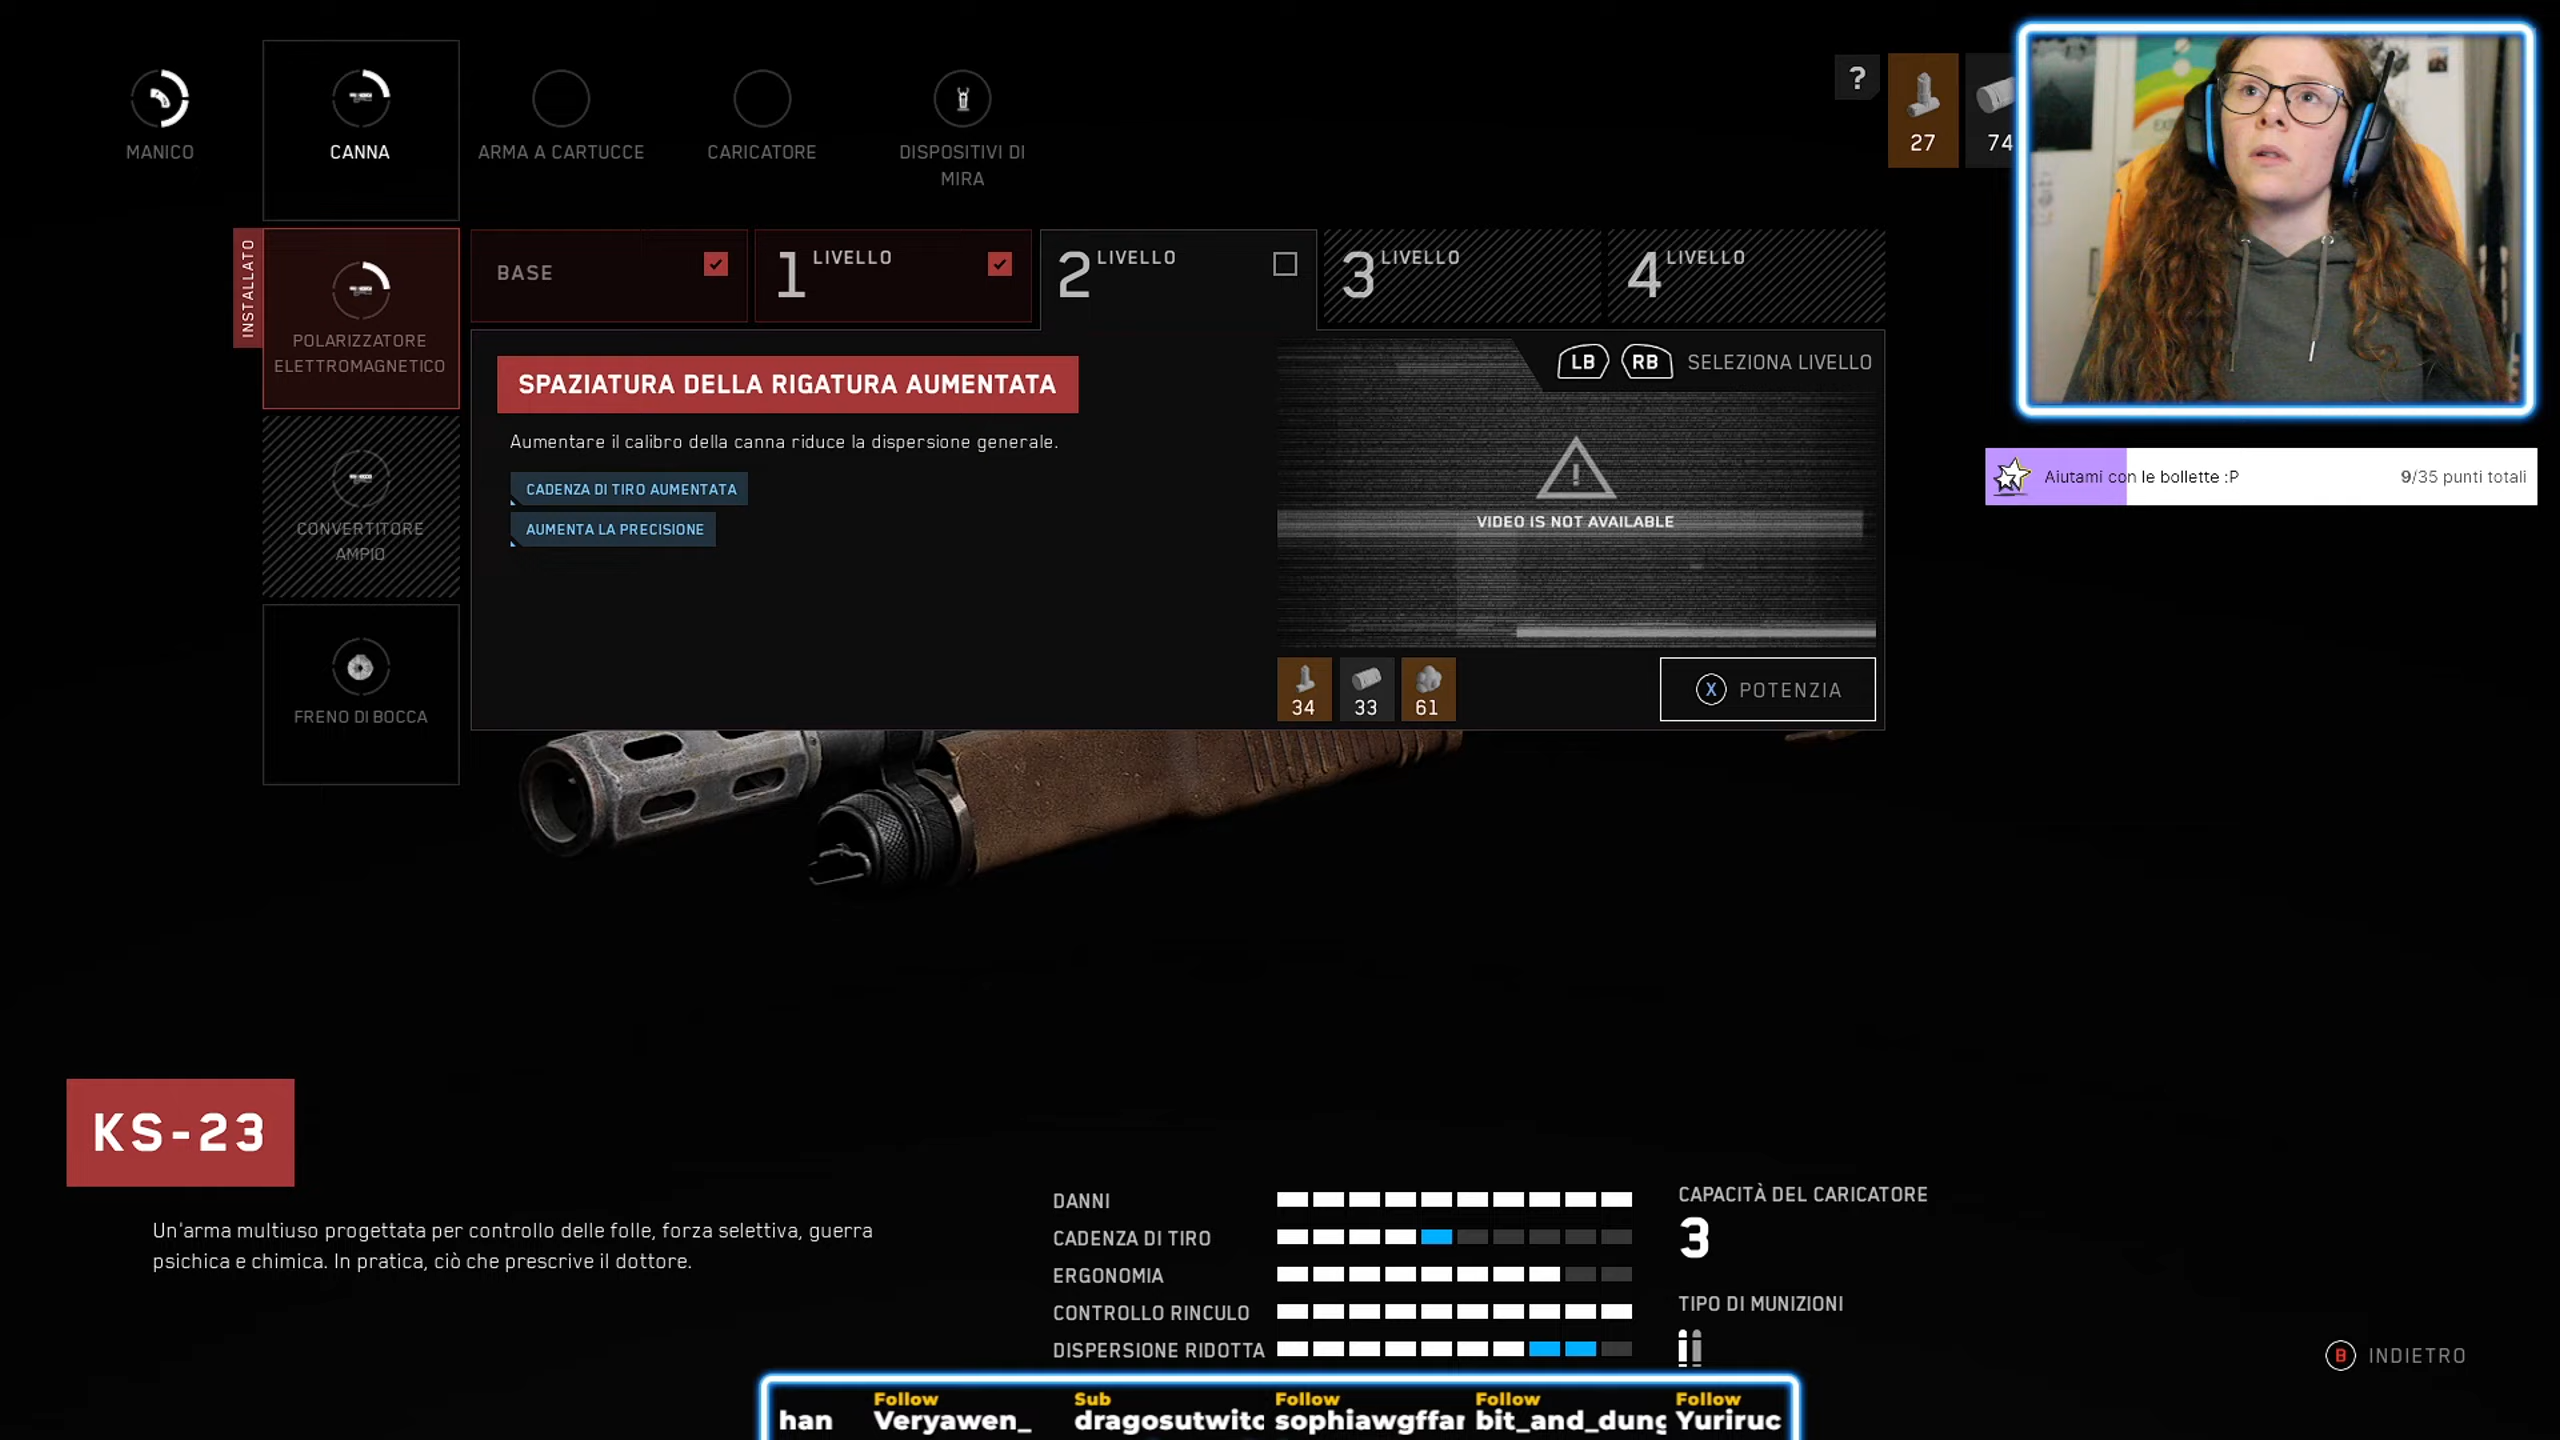 MANICO
CANNA
ARMA A CARTUCCE
CARICATORE
DISPOSITIVI DI
MIRA
?
27
74
INSTALLATO
POLARIZZATORE
ELETTROMAGNETICO
CONVERTITORE
AMPIO
FRENO DI BOCCA
BASE
1 LIVELLO
2 LIVELLO
3 LIVELLO
4 LIVELLO
SPAZIATURA DELLA RIGATURA AUMENTATA
Aumentare il calibro della canna riduce la dispersione generale.
CADENZA DI TIRO AUMENTATA
AUMENTA LA PRECISIONE
LB RB SELEZIONA LIVELLO
VIDEO IS NOT AVAILABLE
34
33
61
X POTENZIA
Aiutami con le bollette :P
9/35 punti totali
KS-23
Un'arma multiuso progettata per controllo delle folle, forza selettiva, guerra
psichica e chimica. In pratica, ciò che prescrive il dottore.
DANNI
CADENZA DI TIRO
ERGONOMIA
CONTROLLO RINCULO
DISPERSIONE RIDOTTA
CAPACITÀ DEL CARICATORE
3
TIPO DI MUNIZIONI
B INDIETRO
han
Follow
Veryawen_
Sub
dragosutwitc
Follow
sophiawgffar
Follow
bit_and_dung
Follow
Yuriruc